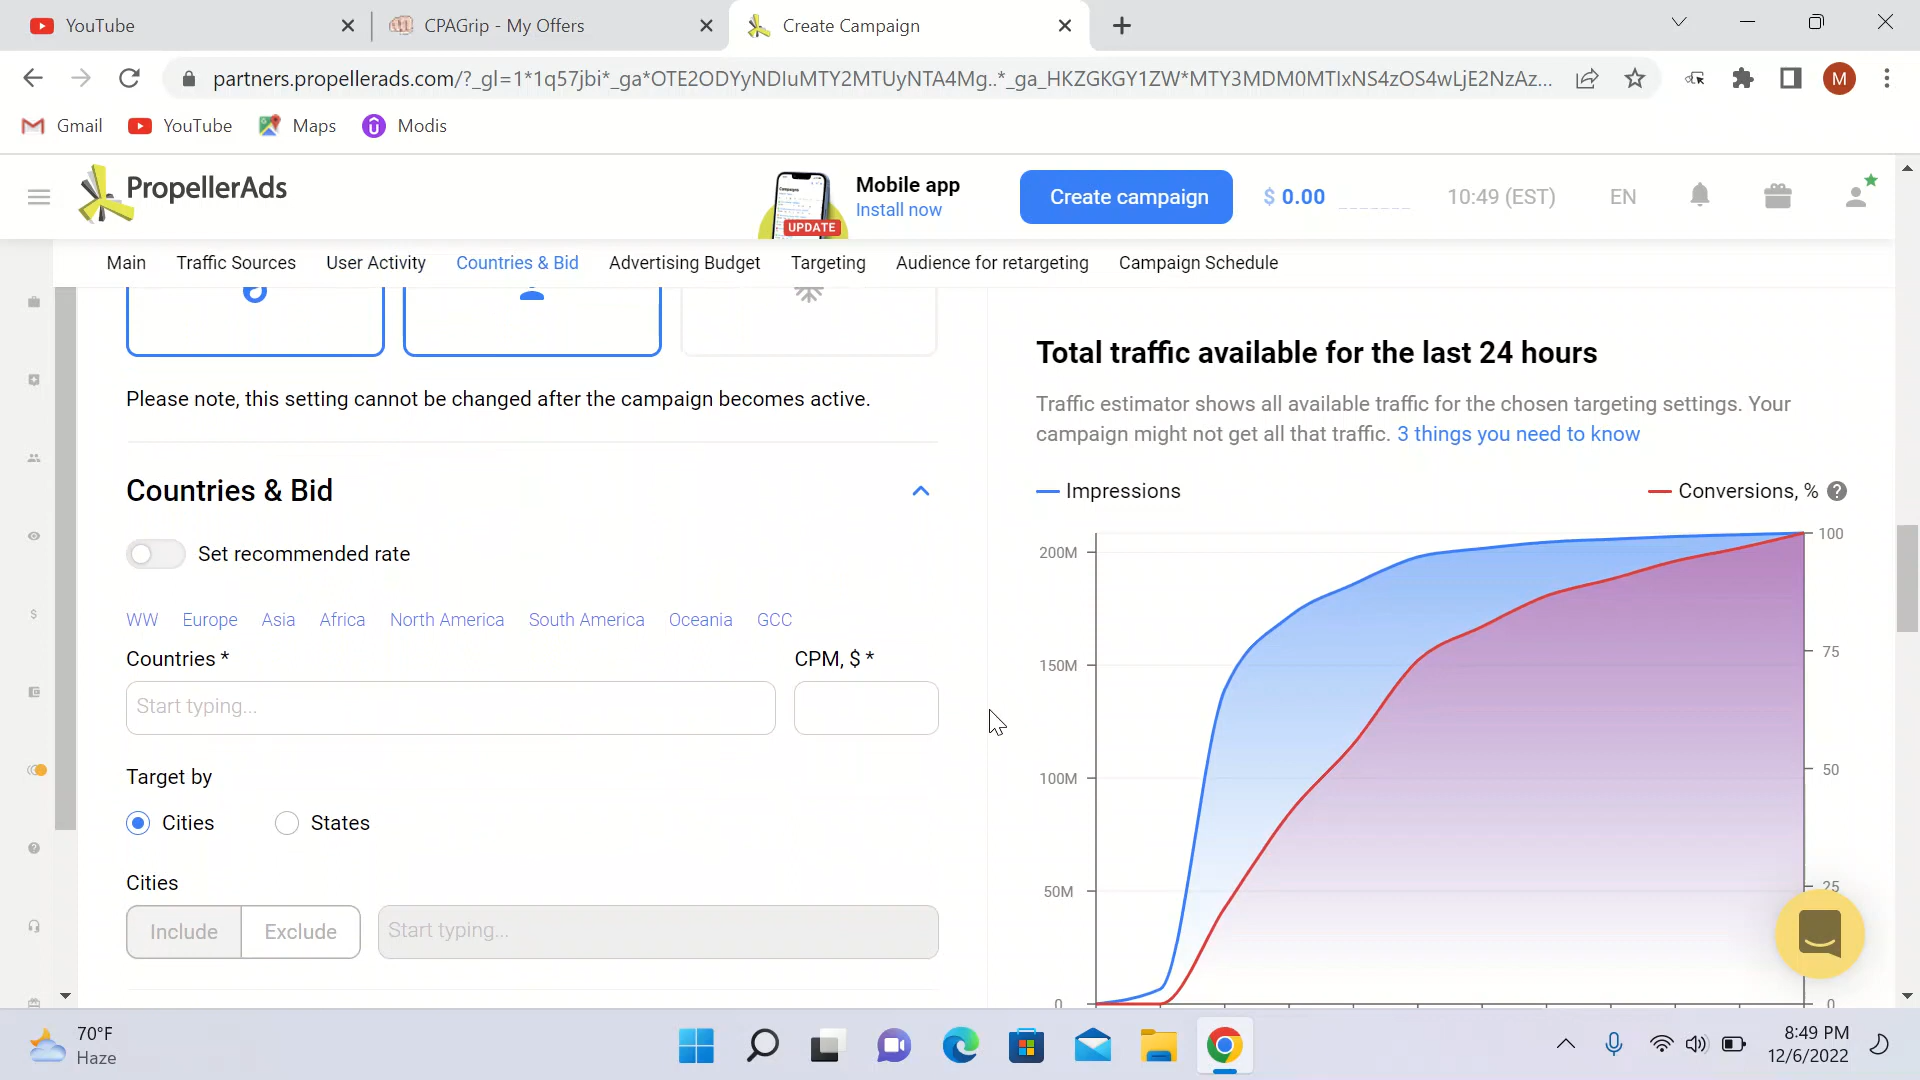 YouTube
CPAGrip - My Offers
Create Campaign
partners.propellerads.com/?_gl=1*1q57jbi*_ga*OTE2ODYyNDIuMTY2MTUyNTA4Mg..*_ga_HKZGKGY1ZW*MTY3MDM0MTIxNS4zOS4wLjE2NzAz...
M
Gmail
YouTube
Maps
Modis
PropellerAds
UPDATE
Mobile app
Install now
Create campaign
$ 0.00
10:49 (EST)
EN
Main
Traffic Sources
User Activity
Countries & Bid
Advertising Budget
Targeting
Audience for retargeting
Campaign Schedule
Please note, this setting cannot be changed after the campaign becomes active.
Countries & Bid
Set recommended rate
WW Europe Asia Africa North America South America Oceania GCC
Countries *
CPM, $ *
Start typing...
Target by
Cities
States
Cities
Include
Exclude
Start typing...
Total traffic available for the last 24 hours
Traffic estimator shows all available traffic for the chosen targeting settings. Your
campaign might not get all that traffic. 3 things you need to know
Impressions
Conversions, %
200M
150M
100M
50M
0
100
75
50
25
0
70°F
Haze
8:49 PM
12/6/2022